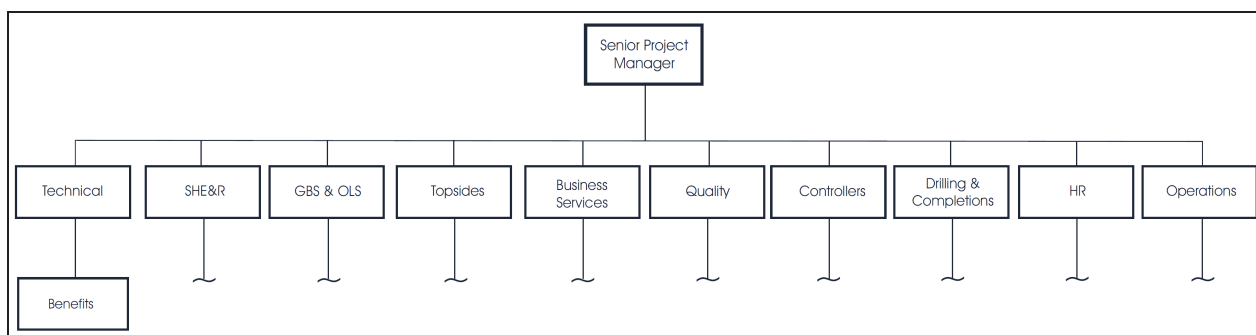 Senior Project
Manager
Technical
SHE&R
GBS & OLS
Topsides
Business
Services
Quality
Controllers
Drilling &
Completions
HR
Operations
Benefits